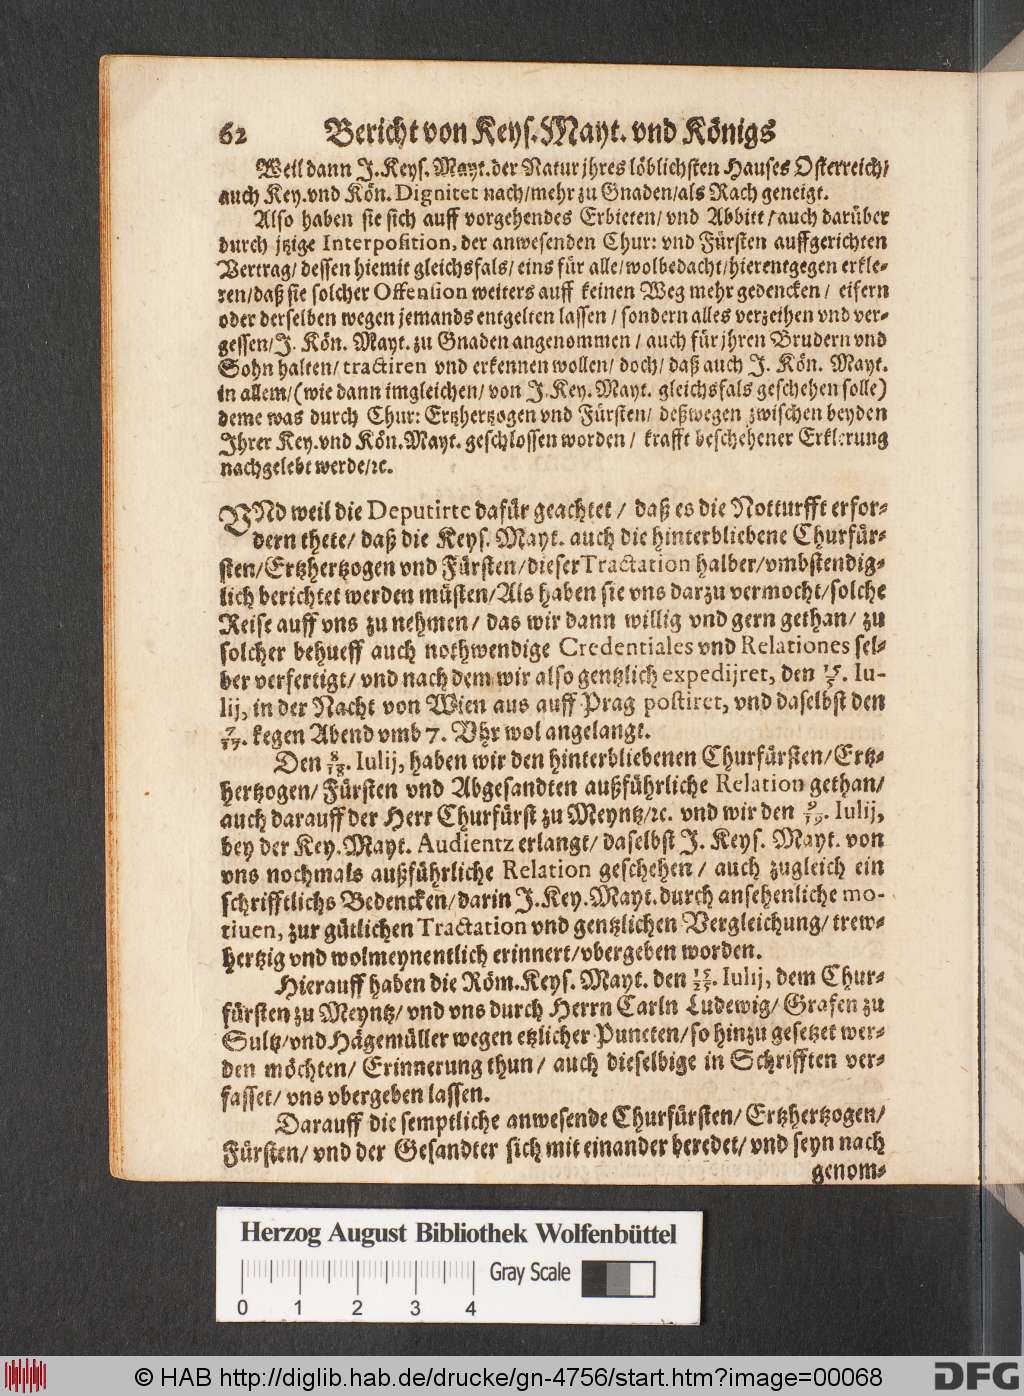 62 Bericht von Keys. Mayt. vnd Königs
Weil dann J. Keys. Mayt. der Natur jhres löblichsten Hauses Osterreich/
auch Key. vnd Kön. Dignitet nach/mehr zu Gnaden/als Rach geneigt.
Also haben sie sich auff vorgehendes Erbieten/ vnd Abbitt/auch darüber
durch jtzige Interposition, der anwesenden Chur: vnd Fürsten auffgerichten
Vertrag/ dessen hiemit gleichsfals/ eins für alle/wolbedacht/hierentgegen erkle-
ren/daß sie solcher Offension weiters auff keinen Weg mehr gedencken/ eifern
oder derselben wegen jemands entgelten lassen/ sondern alles verzeihen vnd ver-
gessen/J. Kön. Mayt. zu Gnaden angenommen/ auch für jhren Brudern vnd
Sohn halten/ tractiren vnd erkennen wollen/ doch/ daß auch J. Kön. Mayt.
in allem/(wie dann imgleichen/ von J. Key. Mayt. gleichsfals geschehen solle)
deme was durch Chur: Ertzhertzogen vnd Fürsten/ deßwegen zwischen beyden
Ihrer Key. vnd Kön. Mayt. geschlossen worden/ krafft beschehener Erklerung
nachgelebt werde/ꝛc.
VNd weil die Deputirte dafür geachtet/ daß es die Notturfft erfor-
dern thete/ daß die Keys. Mayt. auch die hinterbliebene Churfür-
sten/Ertzhertzogen vnd Fürsten/dieser Tractation halber/vmbstendig-
lich berichtet werden müsten/Als haben sie vns darzu vermocht/solche
Reise auff vns zu nehmen/ das wir dann willig vnd gern gethan/ zu
solcher behueff auch nothwendige Credentiales vnd Relationes sel-
ber verfertigt/ vnd nach dem wir also gentzlich expedijret, den 15/5. Iu-
lij, in der Nacht von Wien aus auff Prag postiret, vnd daselbst den
7/17. kegen Abend vmb 7. Vhr wol angelangt.
Den 8/18. Iulij, haben wir den hinterbliebenen Churfürsten/Ertz-
hertzogen/ Fürsten vnd Abgesandten außführliche Relation gethan/
auch darauff der Herr Churfürst zu Meyntz/ꝛc. vnd wir den 9/19. Iulij,
bey der Key. Mayt. Audientz erlangt/ daselbst J. Keys. Mayt. von
vns nochmals außführliche Relation geschehen/ auch zugleich ein
schrifftlichs Bedencken/darin J. Key. Mayt. durch ansehenliche mo-
tiuen, zur gütlichen Tractation vnd gentzlichen Vergleichung/ trew-
hertzig vnd wolmeynentlich erinnert/vbergeben worden.
Hierauff haben die Röm. Keys. Mayt. den 15/25. Iulij, dem Chur-
fürsten zu Meyntz/ vnd vns durch Herrn Carln Ludewig/ Grafen zu
Sultz/vnd Hägemüller wegen etzlicher Puncten/so hinzu gesetzet wer-
den möchten/ Erinnerung thun/ auch dieselbige in Schrifften ver-
fasset/ vns vbergeben lassen.
Darauff die semptliche anwesende Churfürsten/ Ertzhertzogen/
Fürsten/ vnd der Gesandter sich mit einander beredet/ vnd seyn nach
genom-
Herzog August Bibliothek Wolfenbüttel
Gray Scale
0 1 2 3 4
© HAB http://diglib.hab.de/drucke/gn-4756/start.htm?image=00068
DFG